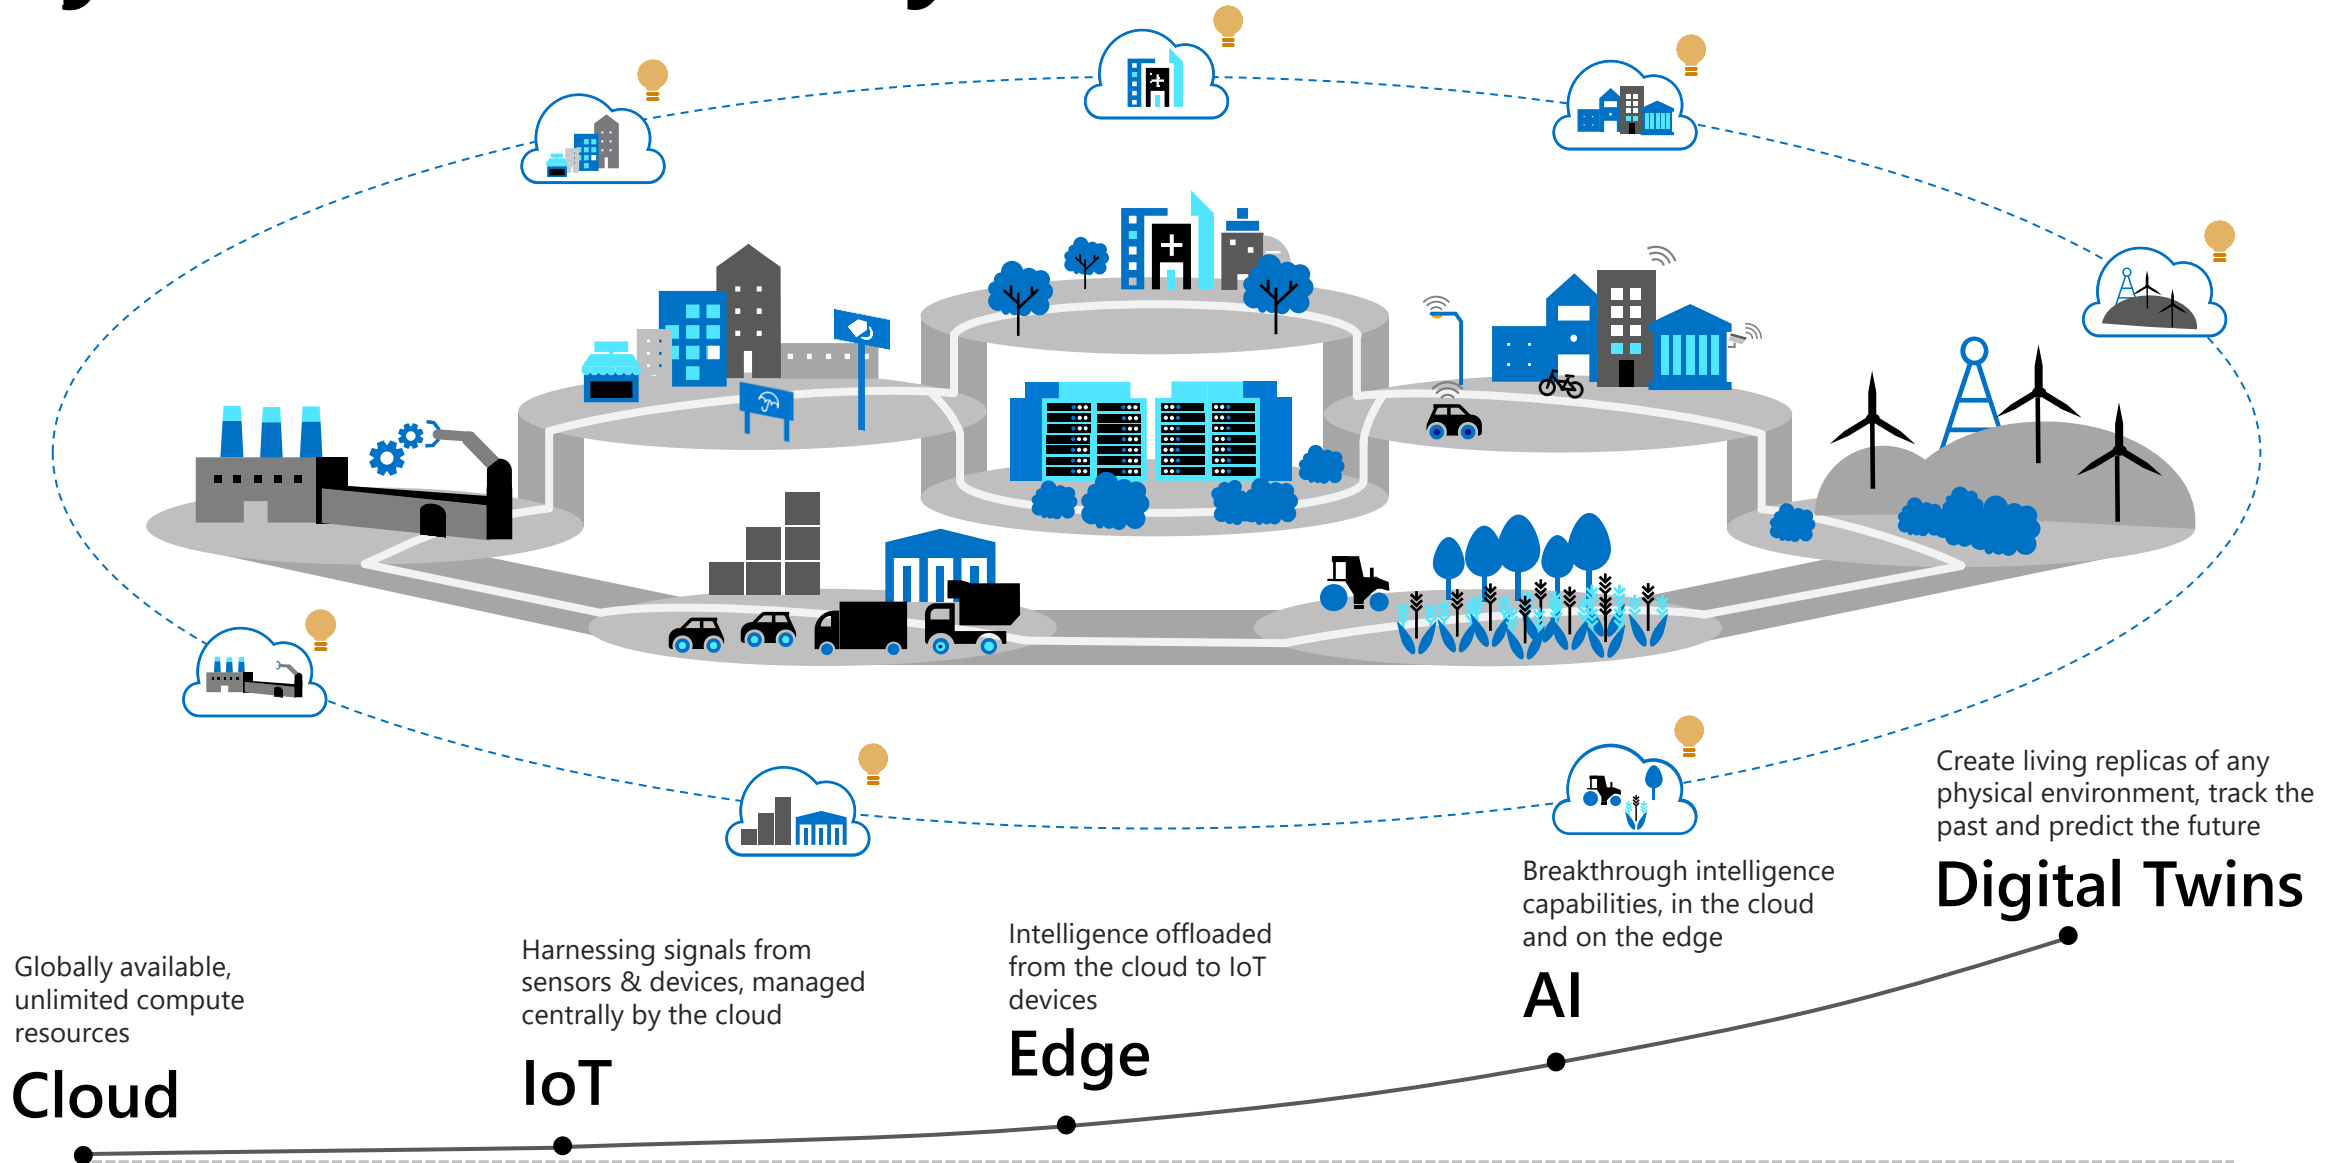 Create living replicas of any
physical environment, track the
past and predict the future
Digital Twins
Breakthrough intelligence
capabilities, in the cloud
and on the edge
AI
Intelligence offloaded
from the cloud to IoT
devices
Edge
Harnessing signals from
sensors & devices, managed
centrally by the cloud
IoT
Globally available,
unlimited compute
resources
Cloud